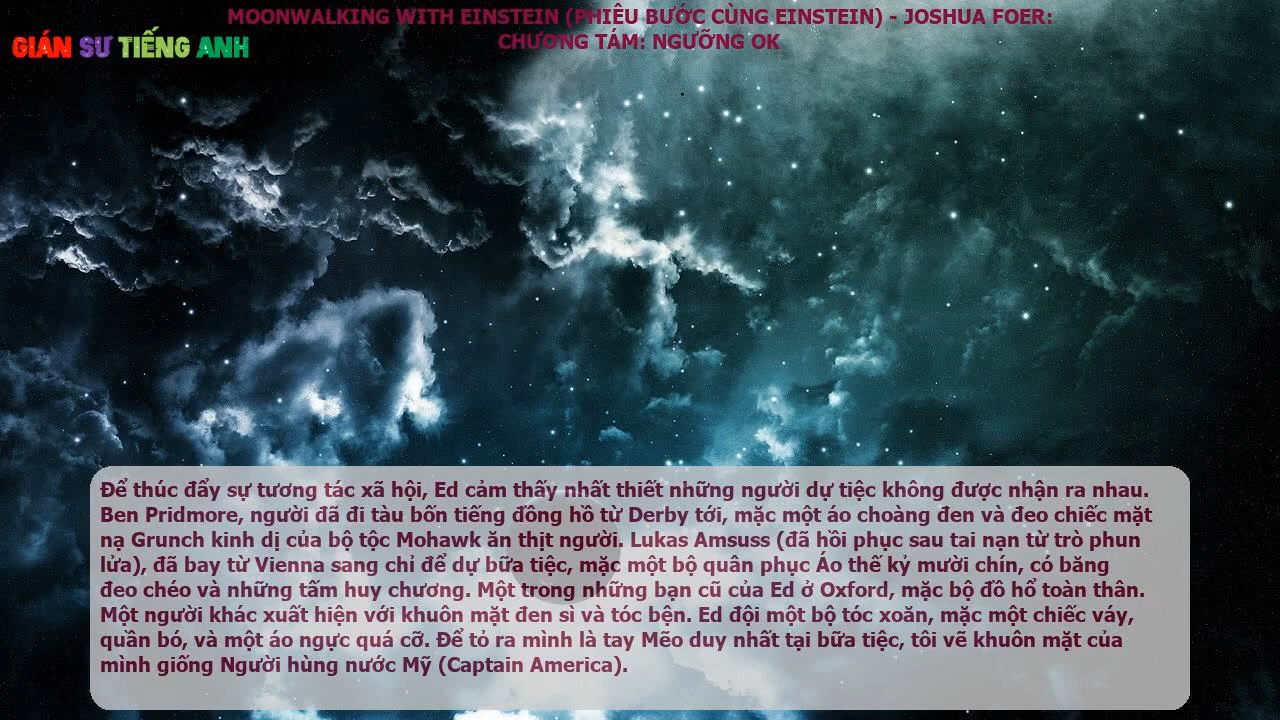 MOONWALKING WITH EINSTEIN (PHIÊU BƯỚC CÙNG EINSTEIN) - JOSHUA FOER:
CHƯƠNG TÁM: NGƯỠNG OK
GIÁN SƯ TIẾNG ANH
Để thúc đẩy sự tương tác xã hội, Ed cảm thấy nhất thiết những người dự tiệc không được nhận ra nhau.
Ben Pridmore, người đã đi tàu bốn tiếng đồng hồ từ Derby tới, mặc một áo choàng đen và đeo chiếc mặt
nạ Grunch kinh dị của bộ tộc Mohawk ăn thịt người. Lukas Amsuss (đã hồi phục sau tai nạn từ trò phun
lửa), đã bay từ Vienna sang chỉ để dự bữa tiệc, mặc một bộ quân phục Áo thế kỷ mười chín, có băng
đeo chéo và những tấm huy chương. Một trong những bạn cũ của Ed ở Oxford, mặc bộ đồ hổ toàn thân.
Một người khác xuất hiện với khuôn mặt đen sì và tóc bện. Ed đội một bộ tóc xoăn, mặc một chiếc váy,
quần bó, và một áo ngực quá cỡ. Để tỏ ra mình là tay Mẽo duy nhất tại bữa tiệc, tôi vẽ khuôn mặt của
mình giống Người hùng nước Mỹ (Captain America).